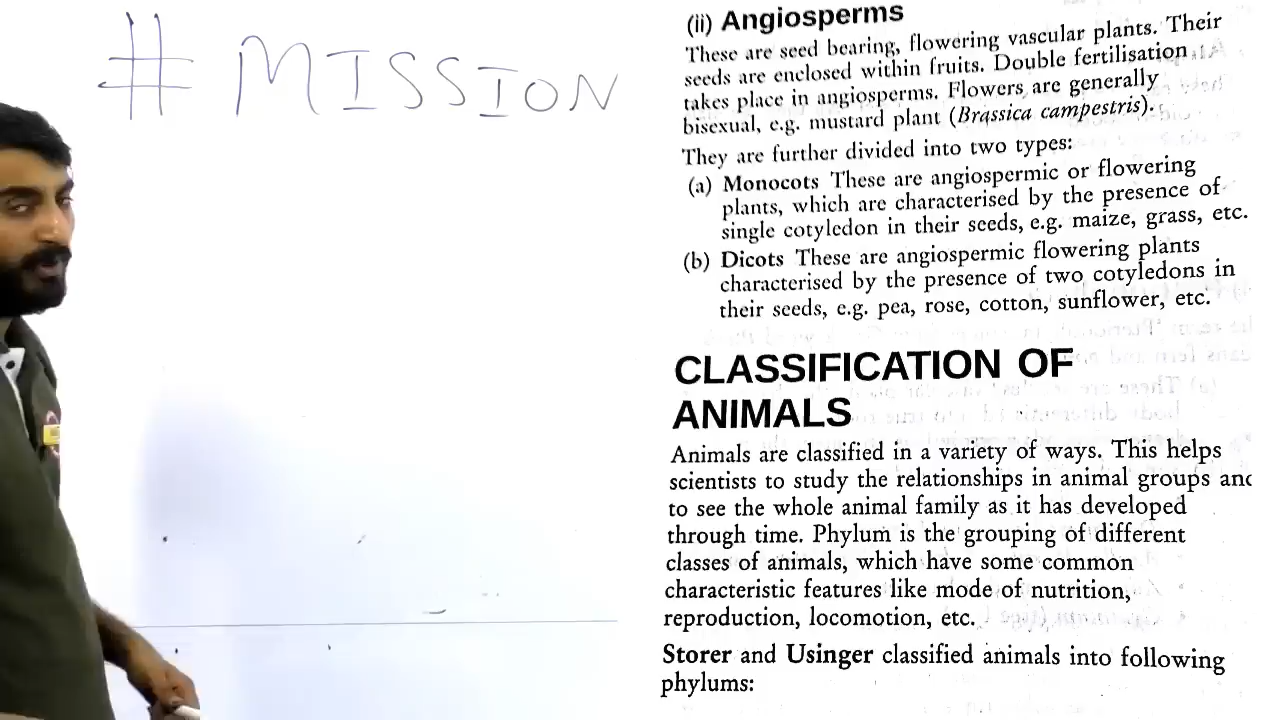 # MISSION
(ii) Angiosperms
These are seed bearing, flowering vascular plants. Their
seeds are enclosed within fruits. Double fertilisation
takes place in angiosperms. Flowers are generally
bisexual, e.g. mustard plant (Brassica campestris).
They are further divided into two types:
(a) Monocots These are angiospermic or flowering
plants, which are characterised by the presence of
single cotyledon in their seeds, e.g. maize, grass, etc.
(b) Dicots These are angiospermic flowering plants
characterised by the presence of two cotyledons in
their seeds, e.g. pea, rose, cotton, sunflower, etc.
CLASSIFICATION OF
ANIMALS
Animals are classified in a variety of ways. This helps
scientists to study the relationships in animal groups and
to see the whole animal family as it has developed
through time. Phylum is the grouping of different
classes of animals, which have some common
characteristic features like mode of nutrition,
reproduction, locomotion, etc.
Storer and Usinger classified animals into following
phylums: